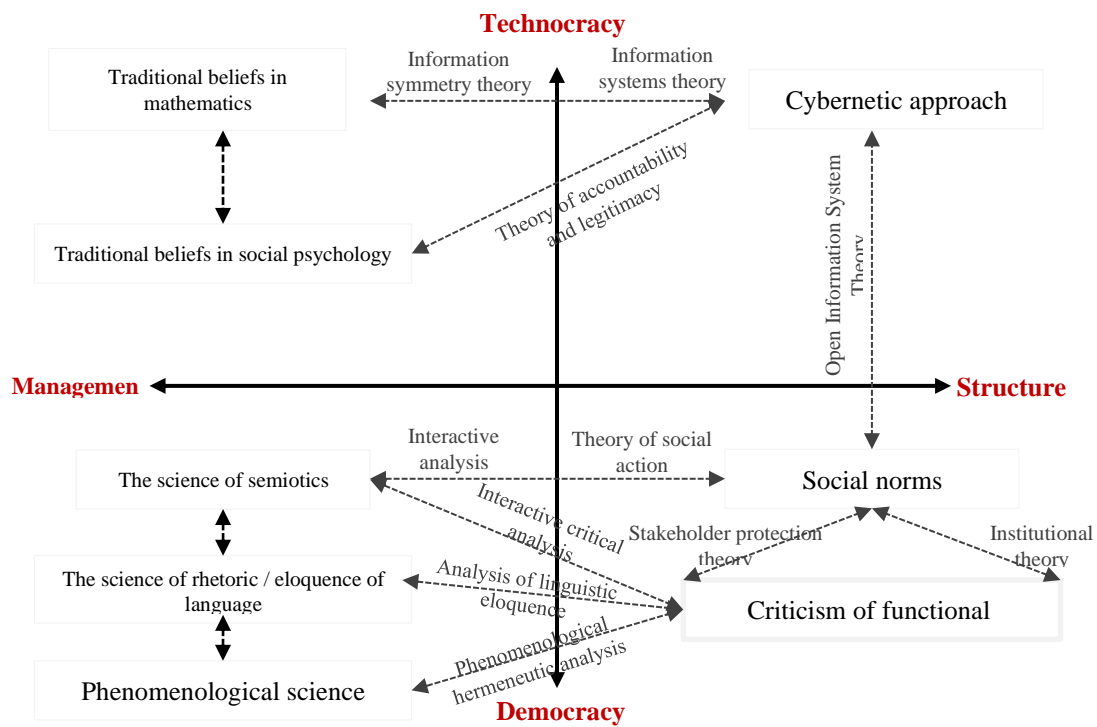 Technocracy
Information
symmetry theory
Information
systems theory
Traditional beliefs in
mathematics
Cybernetic approach
Theory of accountability
and legitimacy
Traditional beliefs in social psychology
Open Information System
Theory
Managemen
Structure
Interactive
analysis
Theory of social
action
The science of semiotics
Social norms
Interactive critical
analysis
Stakeholder protection
theory
Institutional
theory
The science of rhetoric / eloquence of
language
Analysis of linguistic
eloquence
Criticism of functional
Phenomenological
hermeneutic analysis
Phenomenological science
Democracy